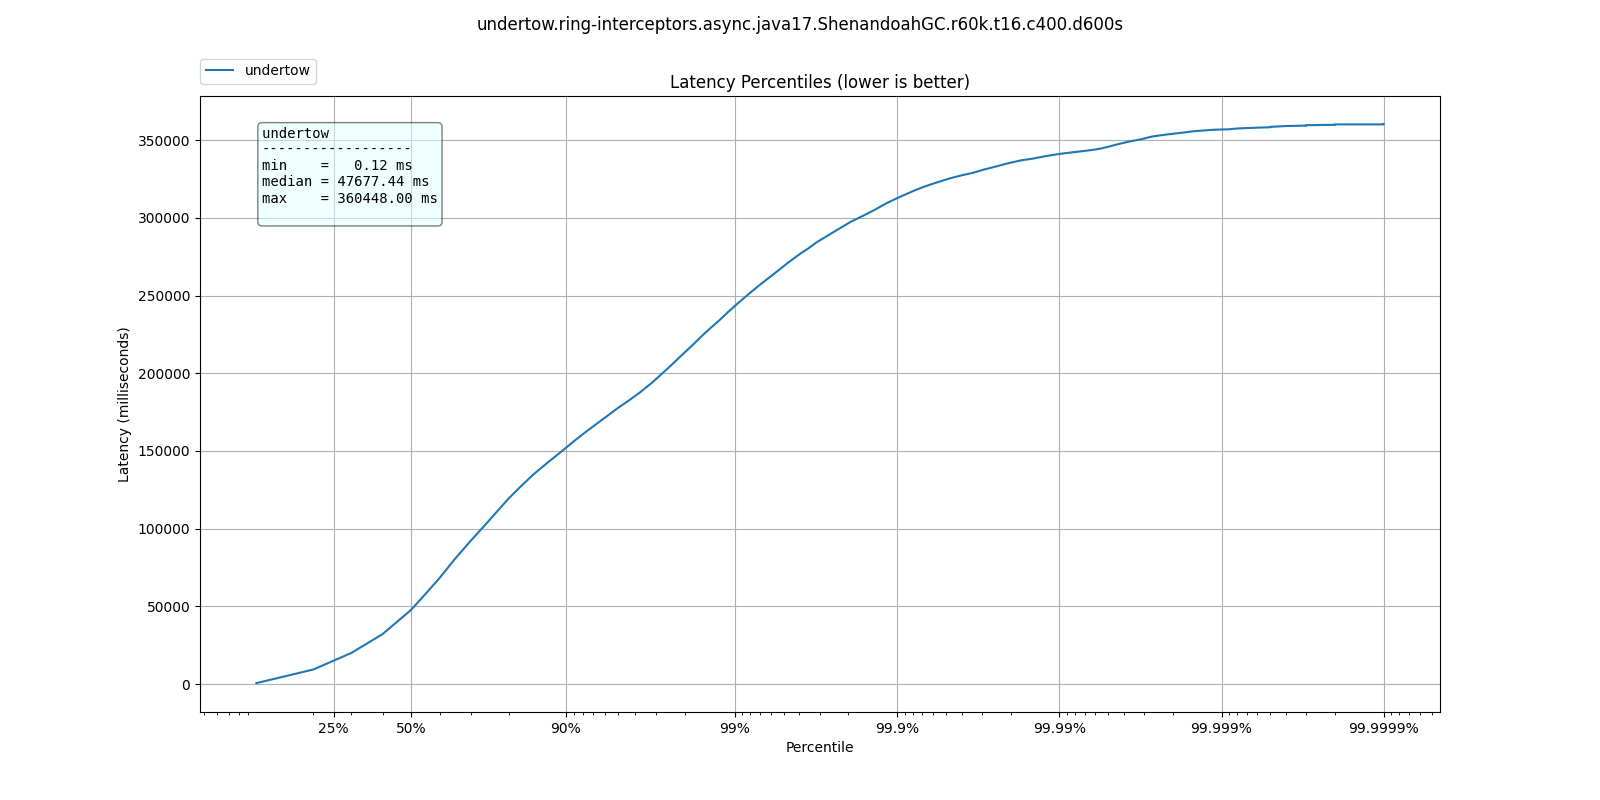 undertow.ring-interceptors.async.java17.ShenandoahGC.r60k.t16.c400.d600s
undertow
Latency Percentiles (lower is better)
undertow
------------------
min    =   0.12 ms
median = 47677.44 ms
max    = 360448.00 ms
350000
300000
250000
200000
150000
100000
50000
0
Latency (milliseconds)
25% 50% 90% 99% 99.9% 99.99% 99.999% 99.9999%
Percentile